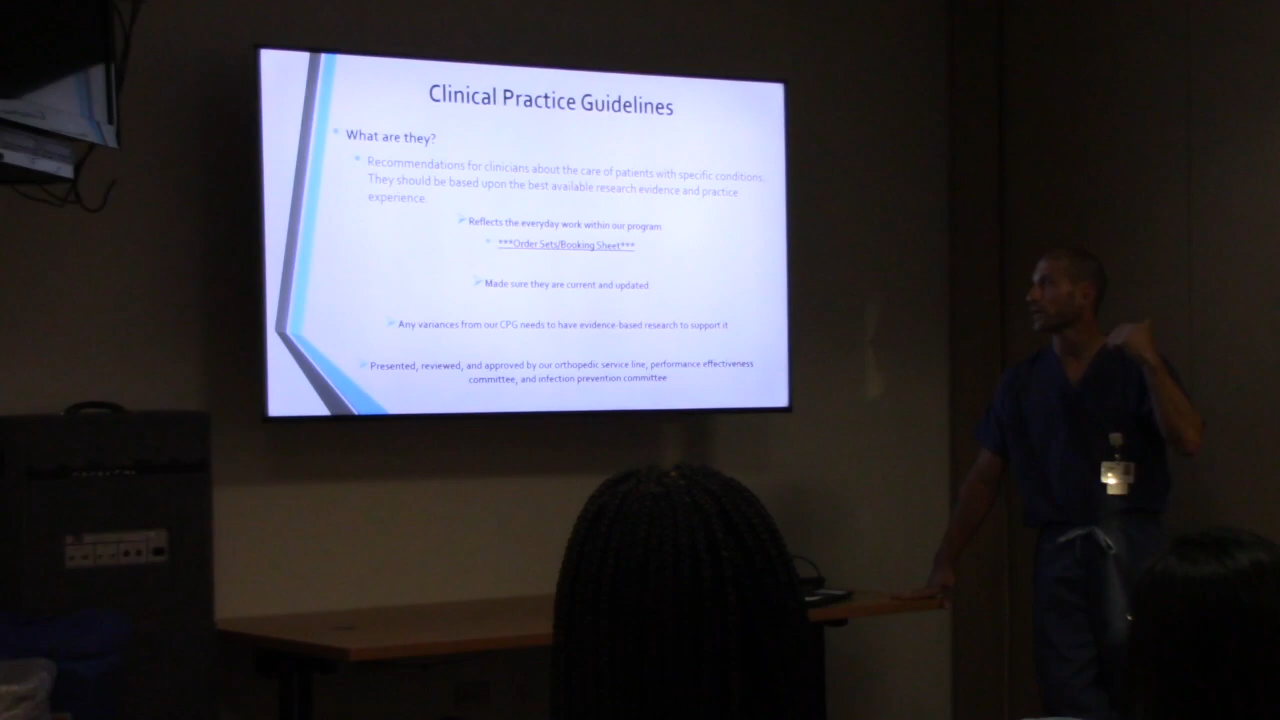 Clinical Practice Guidelines
What are they?
Recommendations for clinicians about the care of patients with specific conditions.
They should be based upon the best available research evidence and practice
experience.
Reflects the everyday work within our program
***Order Sets/Booking Sheet***
Made sure they are current and updated
Any variances from our CPG needs to have evidence-based research to support it
Presented, reviewed, and approved by our orthopedic service line, performance effectiveness
committee, and infection prevention committee